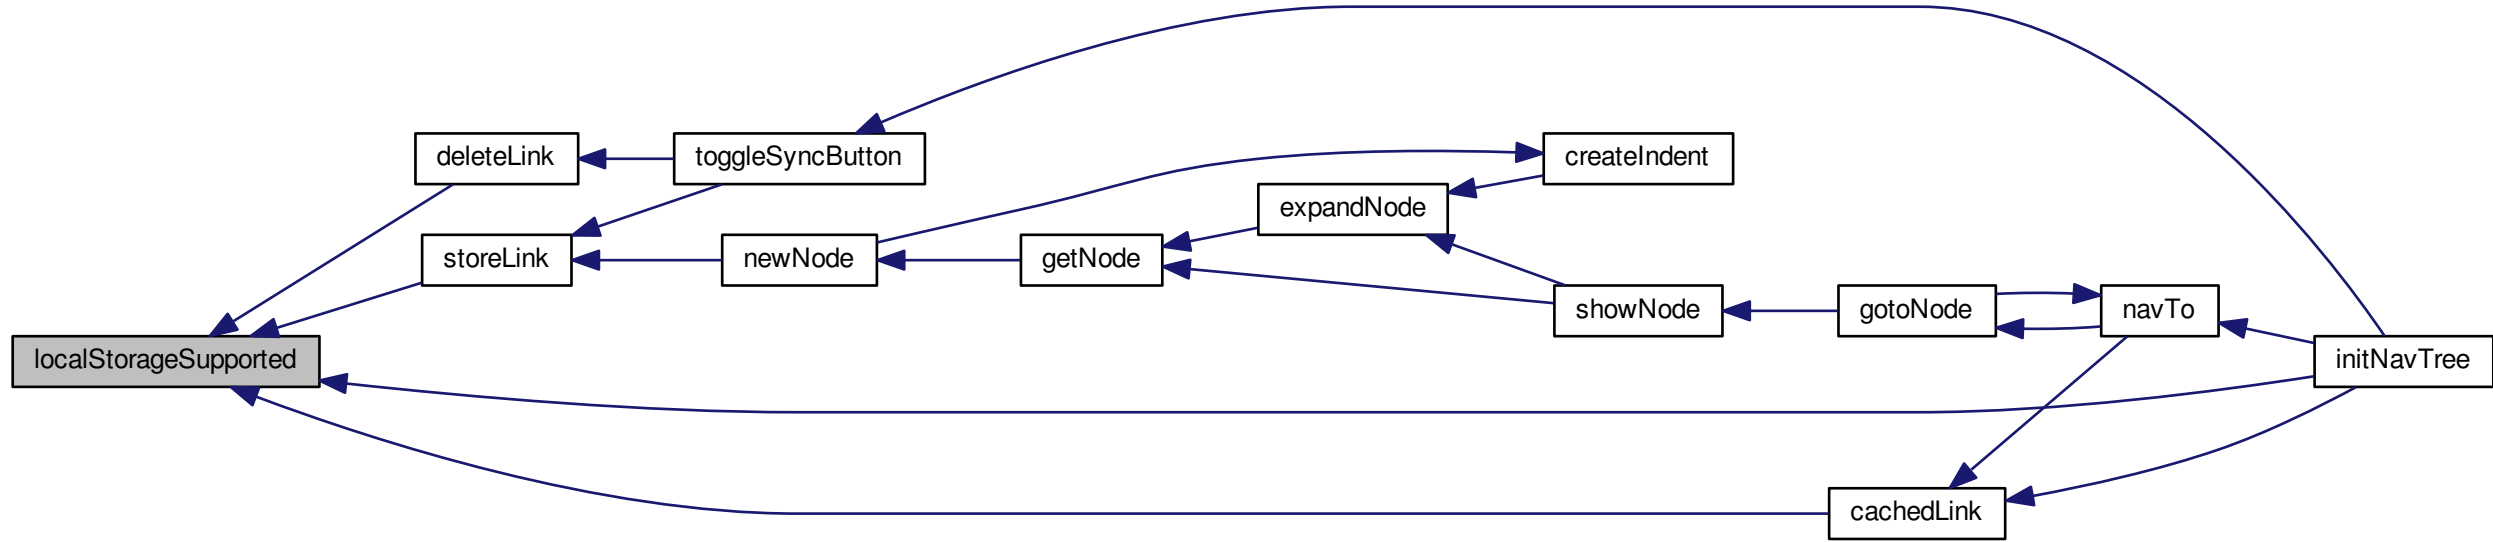 localStorageSupported
deleteLink
storeLink
toggleSyncButton
newNode
getNode
expandNode
createIndent
showNode
gotoNode
navTo
cachedLink
initNavTree